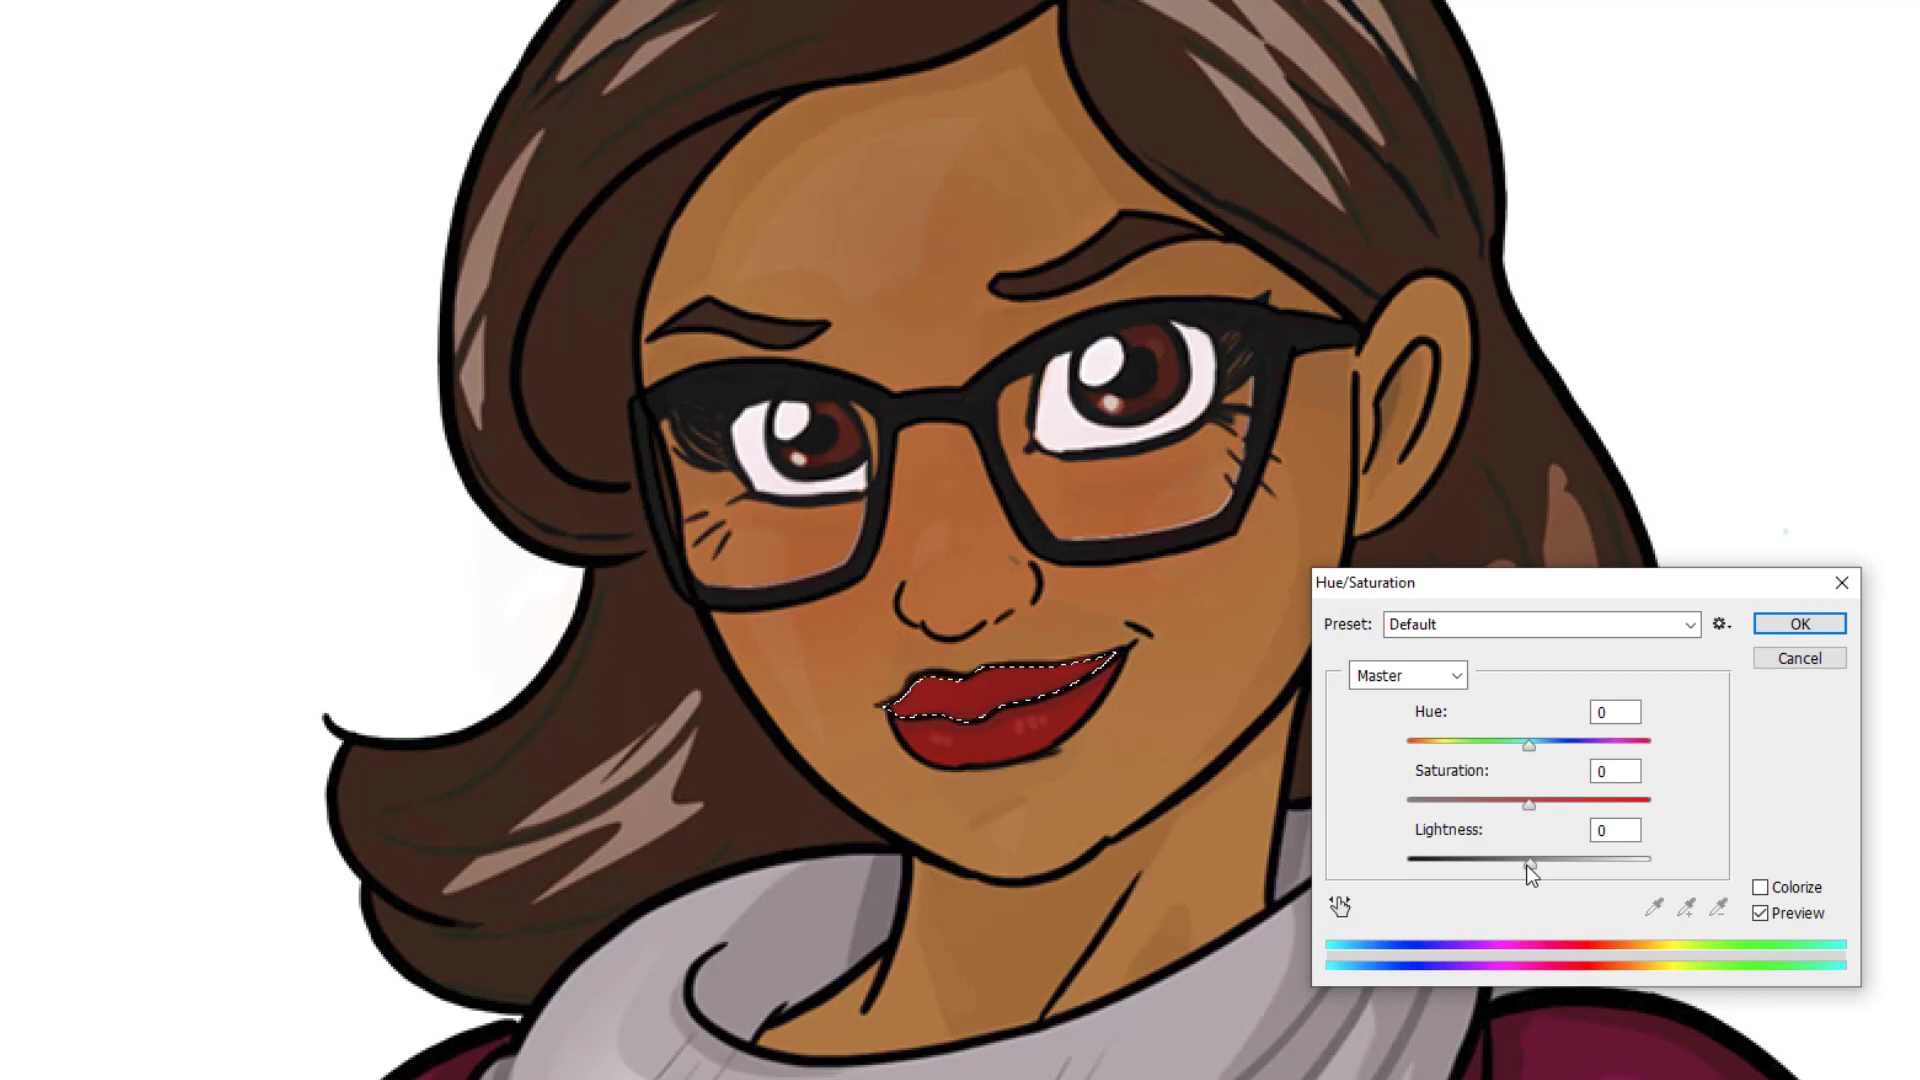 Hue/Saturation
Preset: Default
OK
Cancel
Master
Hue: 0
Saturation: 0
Lightness: 0
Colorize
Preview